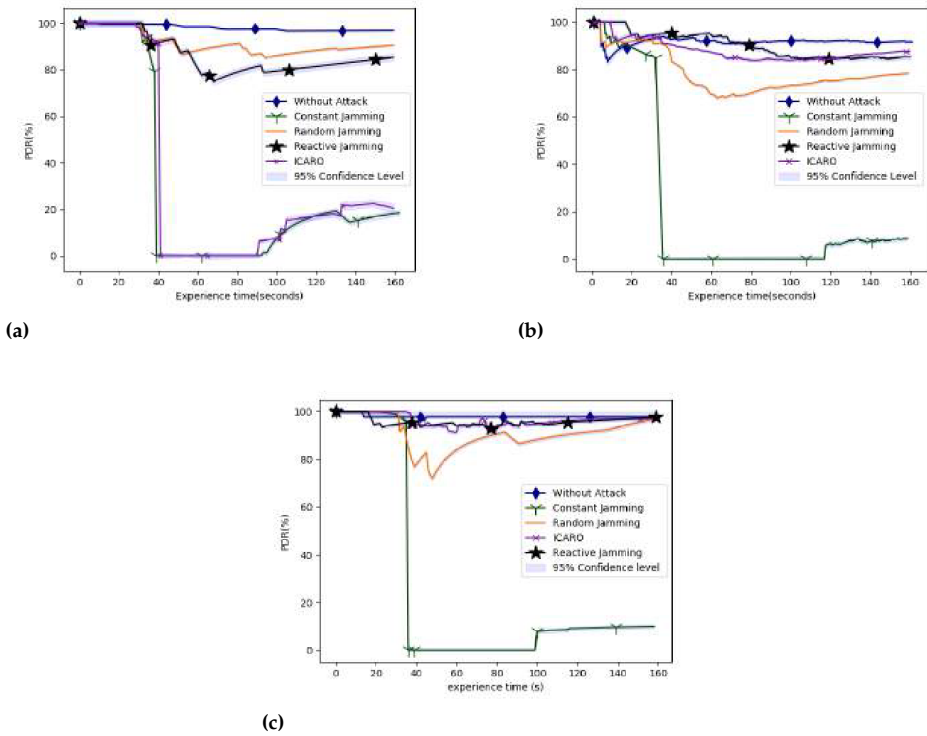 100
80
60
40
20
0
PDR(%)
Without Attack
Constant Jamming
Random Jamming
Reactive Jamming
ICARO
95% Confidence Level
0 20 40 60 80 100 120 140 160
Experience time(seconds)
(a)
100
80
60
40
20
0
PDR(%)
Without Attack
Constant Jamming
Random Jamming
Reactive Jamming
ICARO
95% Confidence Level
0 20 40 60 80 100 120 140 160
Experience time(seconds)
(b)
100
80
60
40
20
0
PDR(%)
Without Attack
Constant Jamming
Random Jamming
ICARO
Reactive Jamming
95% Confidence level
0 20 40 60 80 100 120 140 160
experience time (s)
(c)